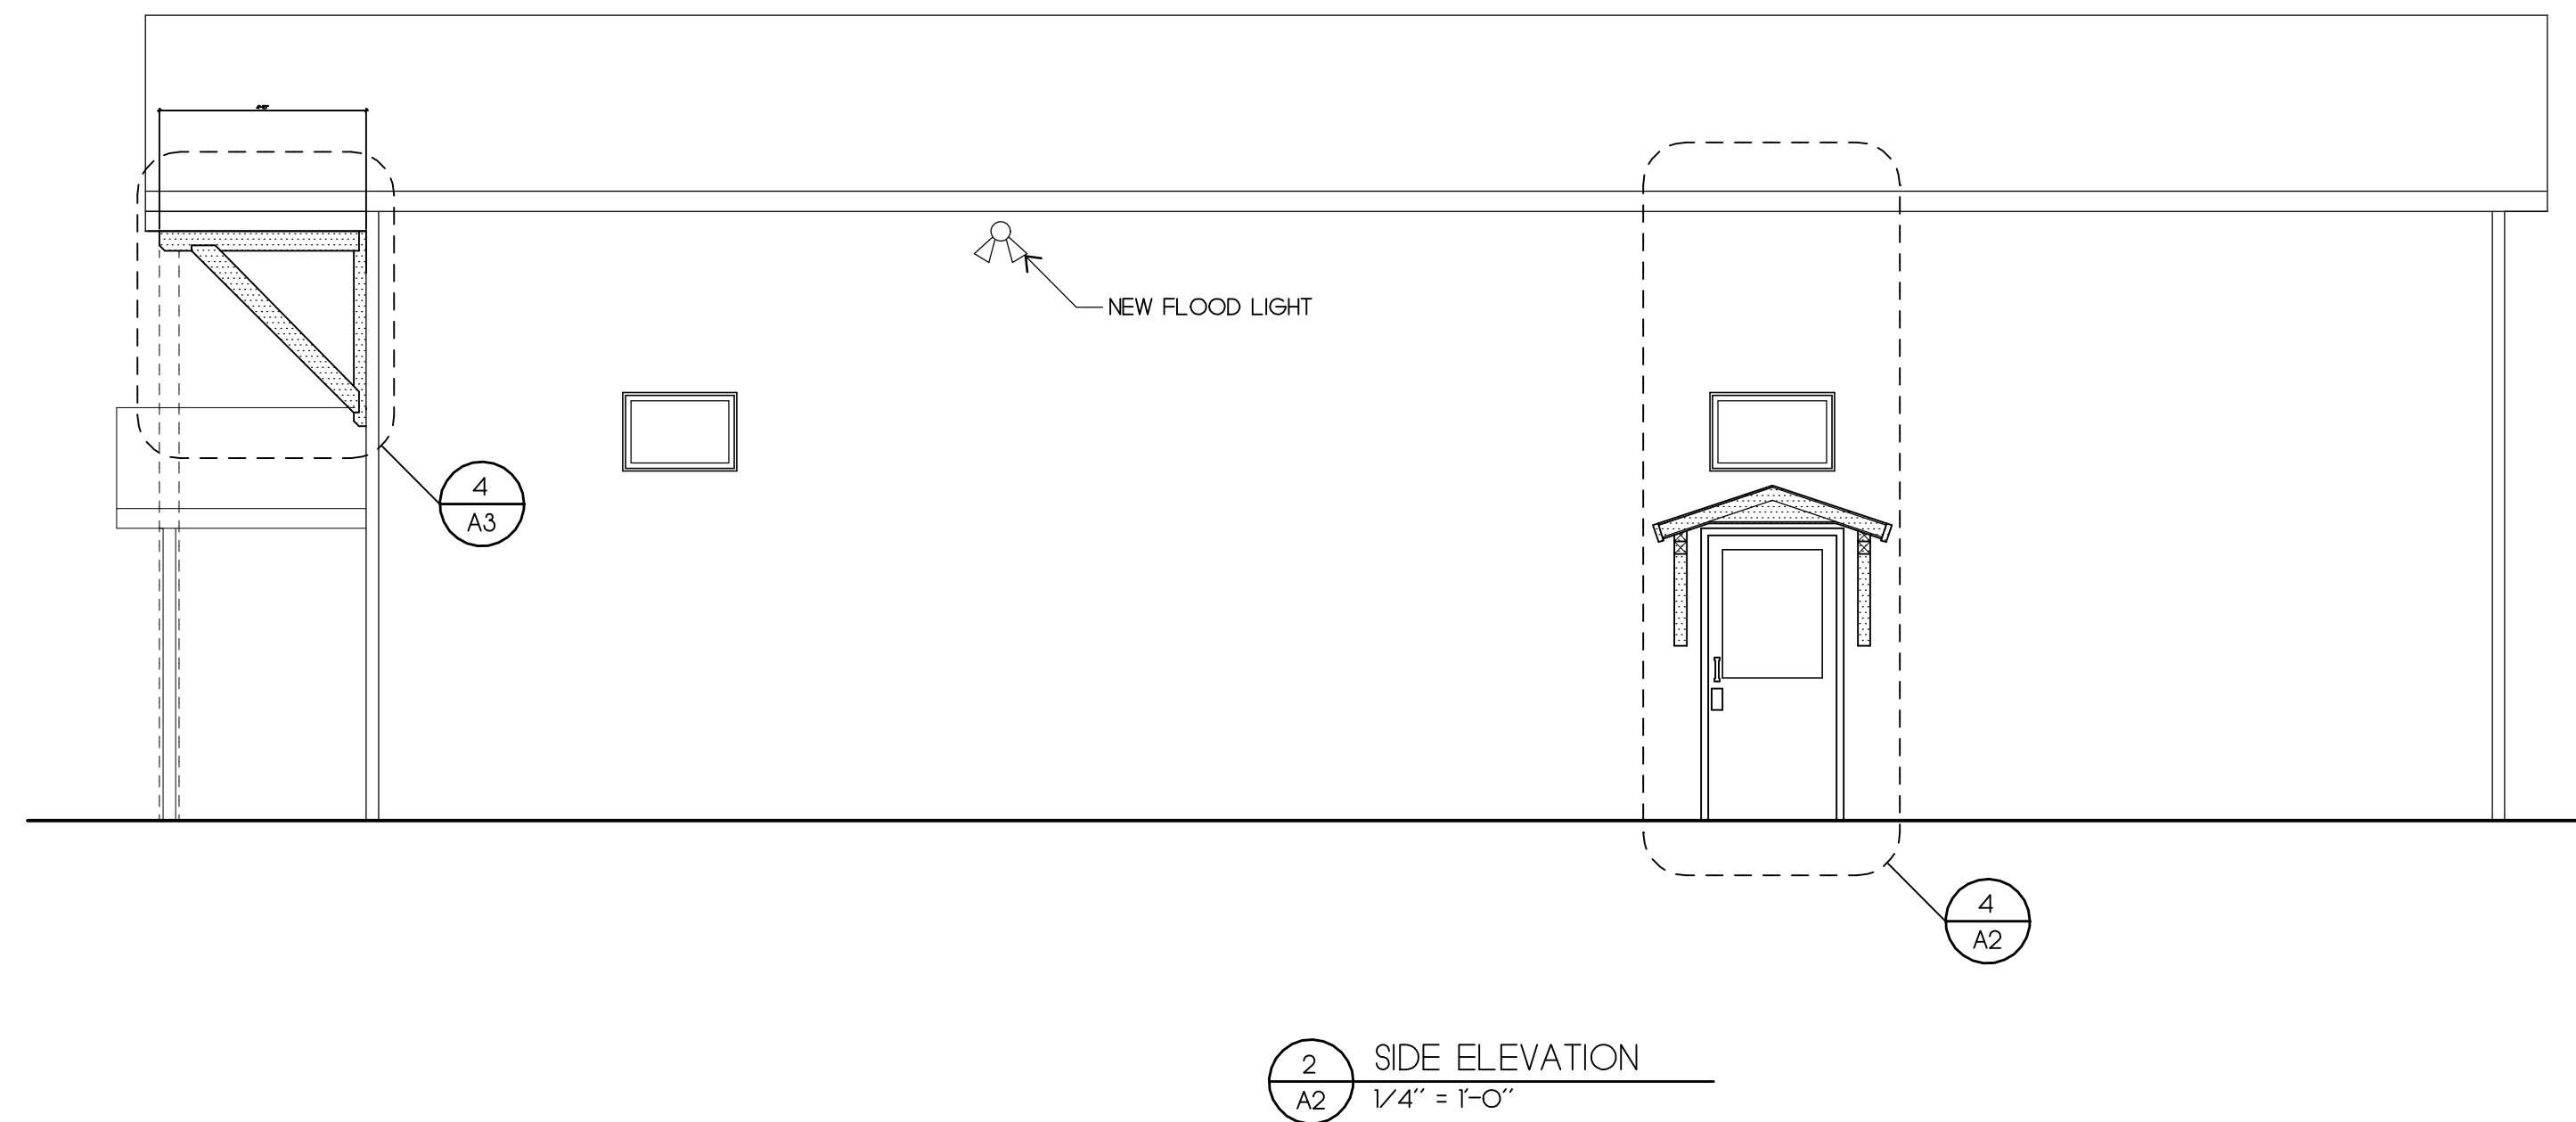 NEW FLOOD LIGHT
4
A3
4
A2
2
A2
SIDE ELEVATION
1/4" = 1'-0"